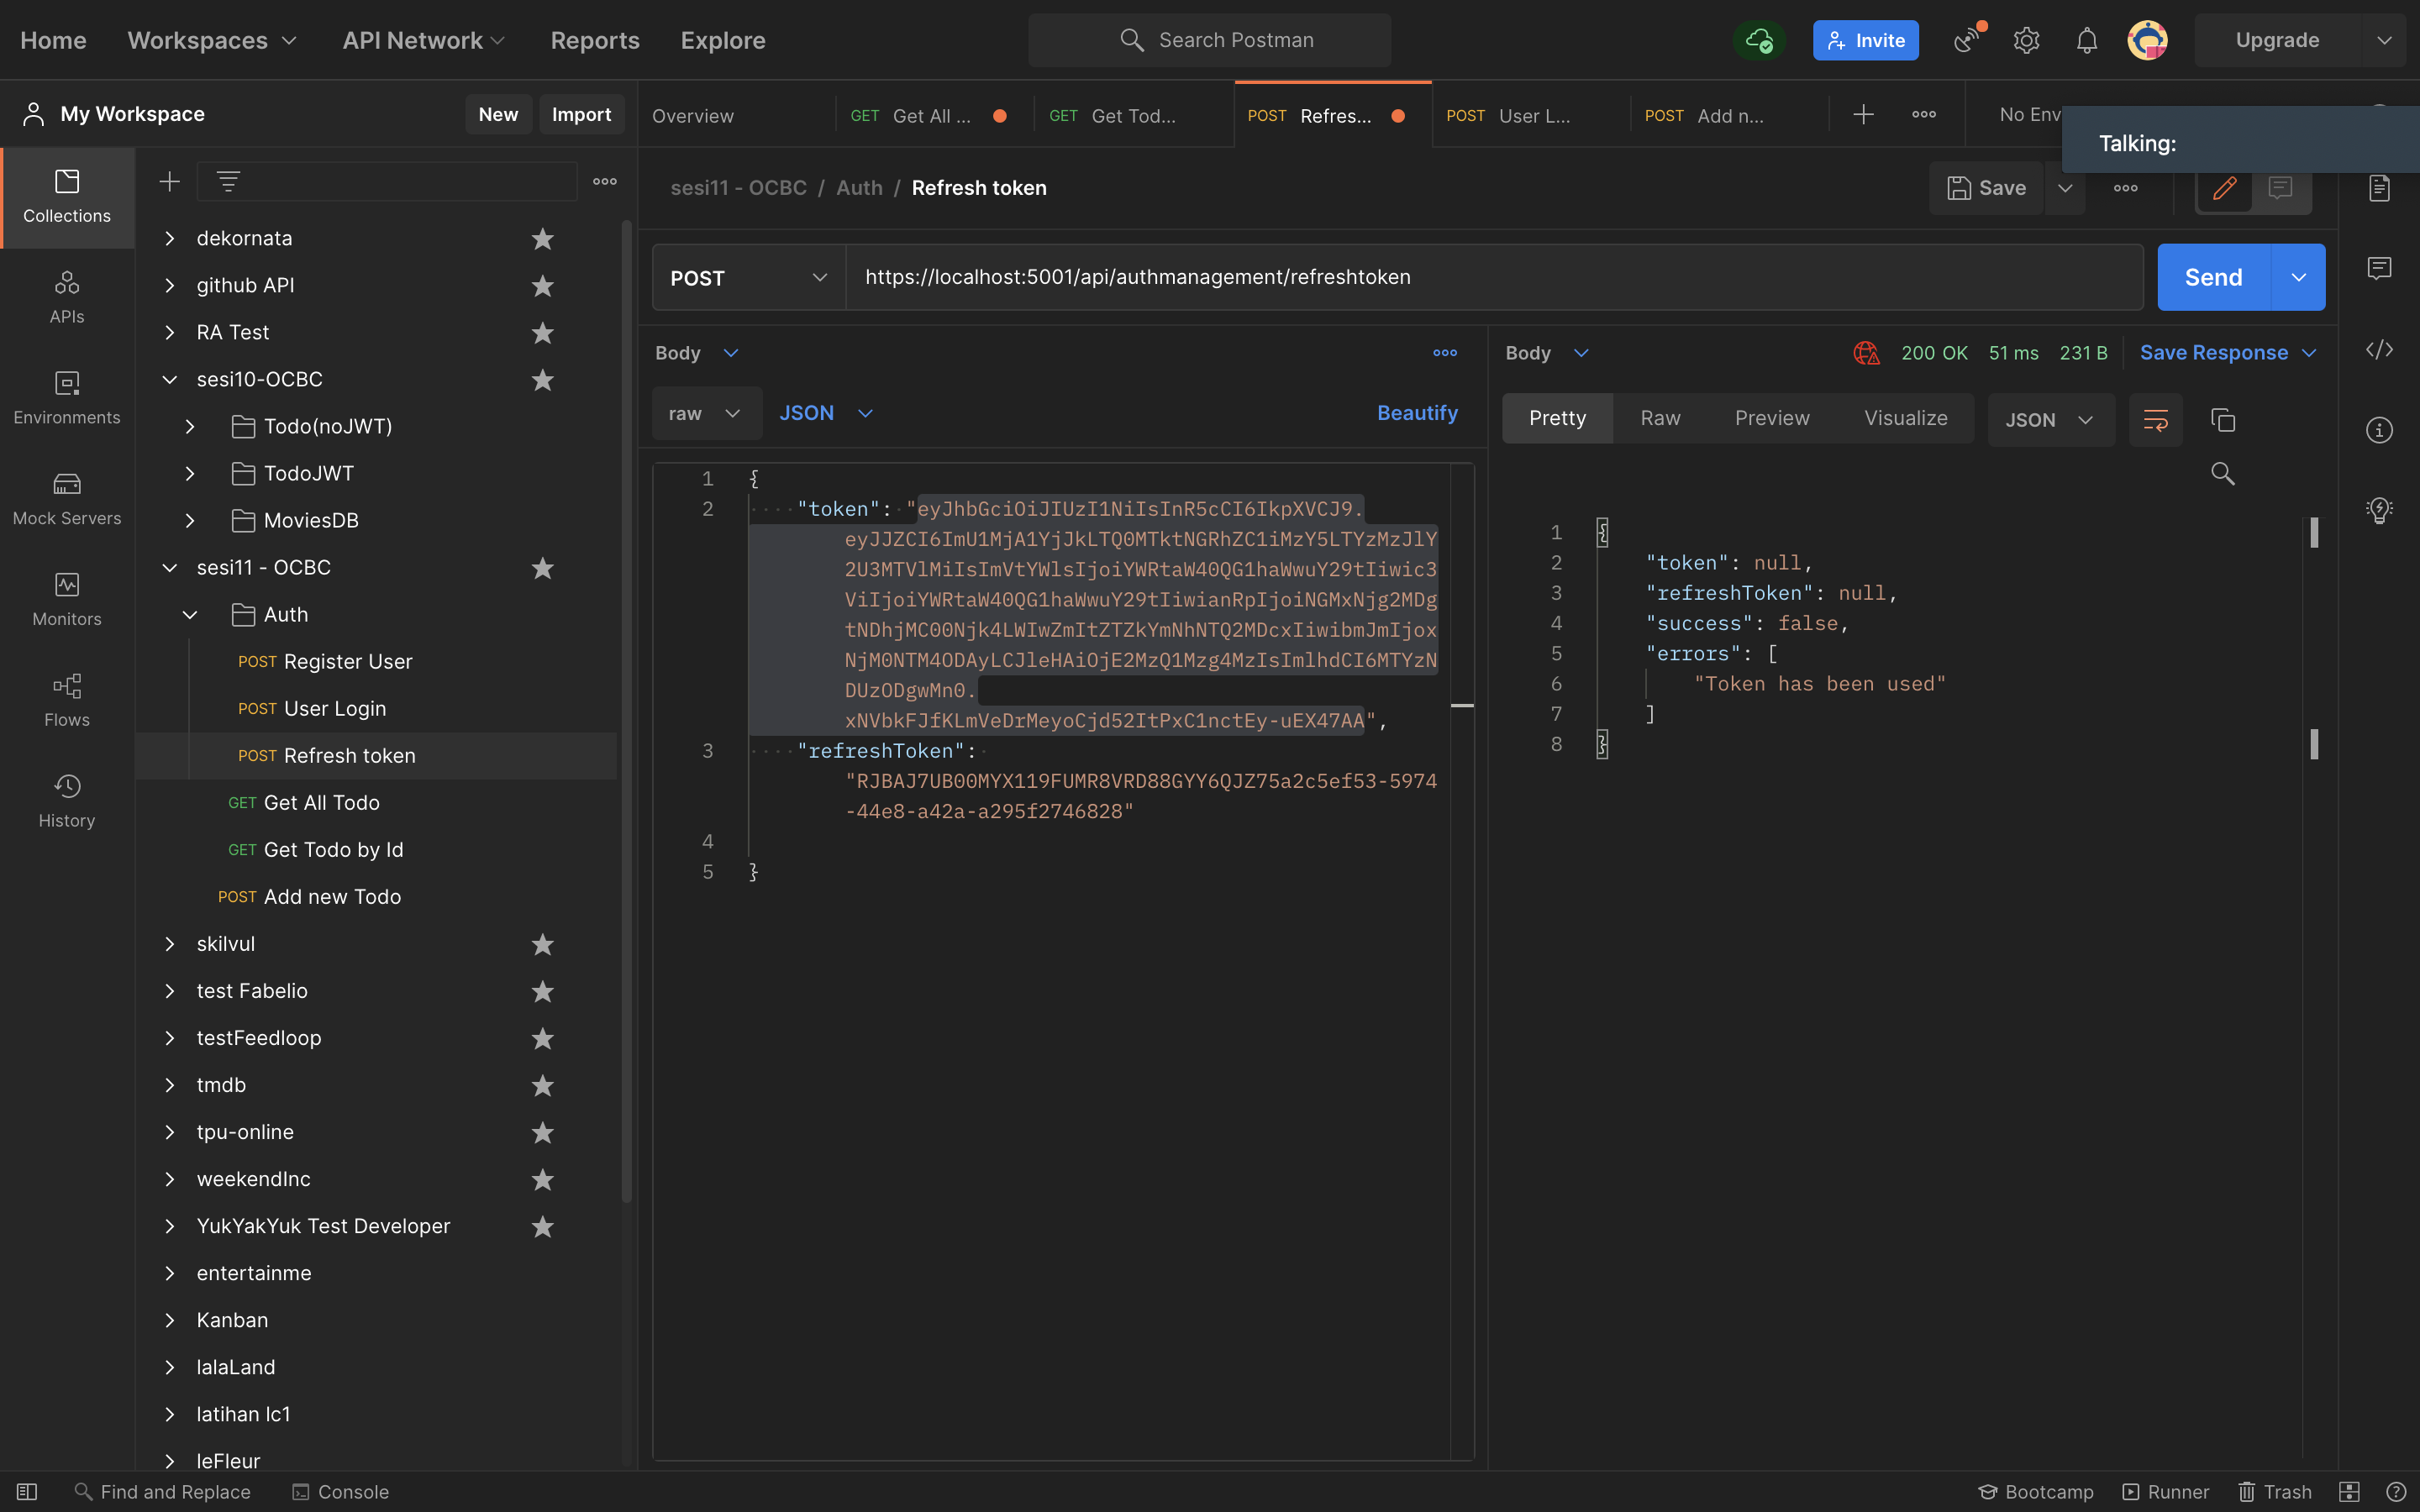 Home Workspaces API Network Reports Explore Search Postman Invite Upgrade
My Workspace New Import
Overview GET Get All ... GET Get Tod... POST Refres... POST User L... POST Add n... No Env
Talking:
Collections
APIs
Environments
Mock Servers
Monitors
Flows
History
dekornata
github API
RA Test
sesi10-OCBC
Todo(noJWT)
TodoJWT
MoviesDB
sesi11 - OCBC
Auth
POST Register User
POST User Login
POST Refresh token
GET Get All Todo
GET Get Todo by Id
POST Add new Todo
skilvul
test Fabelio
testFeedloop
tmdb
tpu-online
weekendInc
YukYakYuk Test Developer
entertainme
Kanban
lalaLand
latihan lc1
leFleur
sesi11 - OCBC / Auth / Refresh token Save
POST https://localhost:5001/api/authmanagement/refreshtoken Send
Body
raw JSON Beautify
1 {
2 "token": "eyJhbGciOiJIUzI1NiIsInR5cCI6IkpXVCJ9.
eyJJZCI6ImU1MjA1YjJkLTQ0MTktNGRhZC1iMzY5LTYzMzJlY
2U3MTVlMiIsImVtYWlsIjoiYWRtaW40QG1haWwuY29tIiwic3
ViIjoiYWRtaW40QG1haWwuY29tIiwianRpIjoiNGMxNjg2MDg
tNDhjMC00Njk4LWIwZmItZTZkYmNhNTQ2MDcxIiwibmJmIjox
NjM0NTM4ODAyLCJleHAiOjE2MzQ1Mzg4MzIsImlhdCI6MTYzN
DUzODgwMn0.
xNVbkFJfKLmVeDrMeyoCjd52ItPxC1nctEy-uEX47AA",
3 "refreshToken":
"RJBAJ7UB00MYX119FUMR8VRD88GYY6QJZ75a2c5ef53-5974
-44e8-a42a-a295f2746828"
4
5 }
Body 200 OK 51 ms 231 B Save Response
Pretty Raw Preview Visualize JSON
1 {
2 "token": null,
3 "refreshToken": null,
4 "success": false,
5 "errors": [
6 "Token has been used"
7 ]
8 }
Find and Replace Console Bootcamp Runner Trash